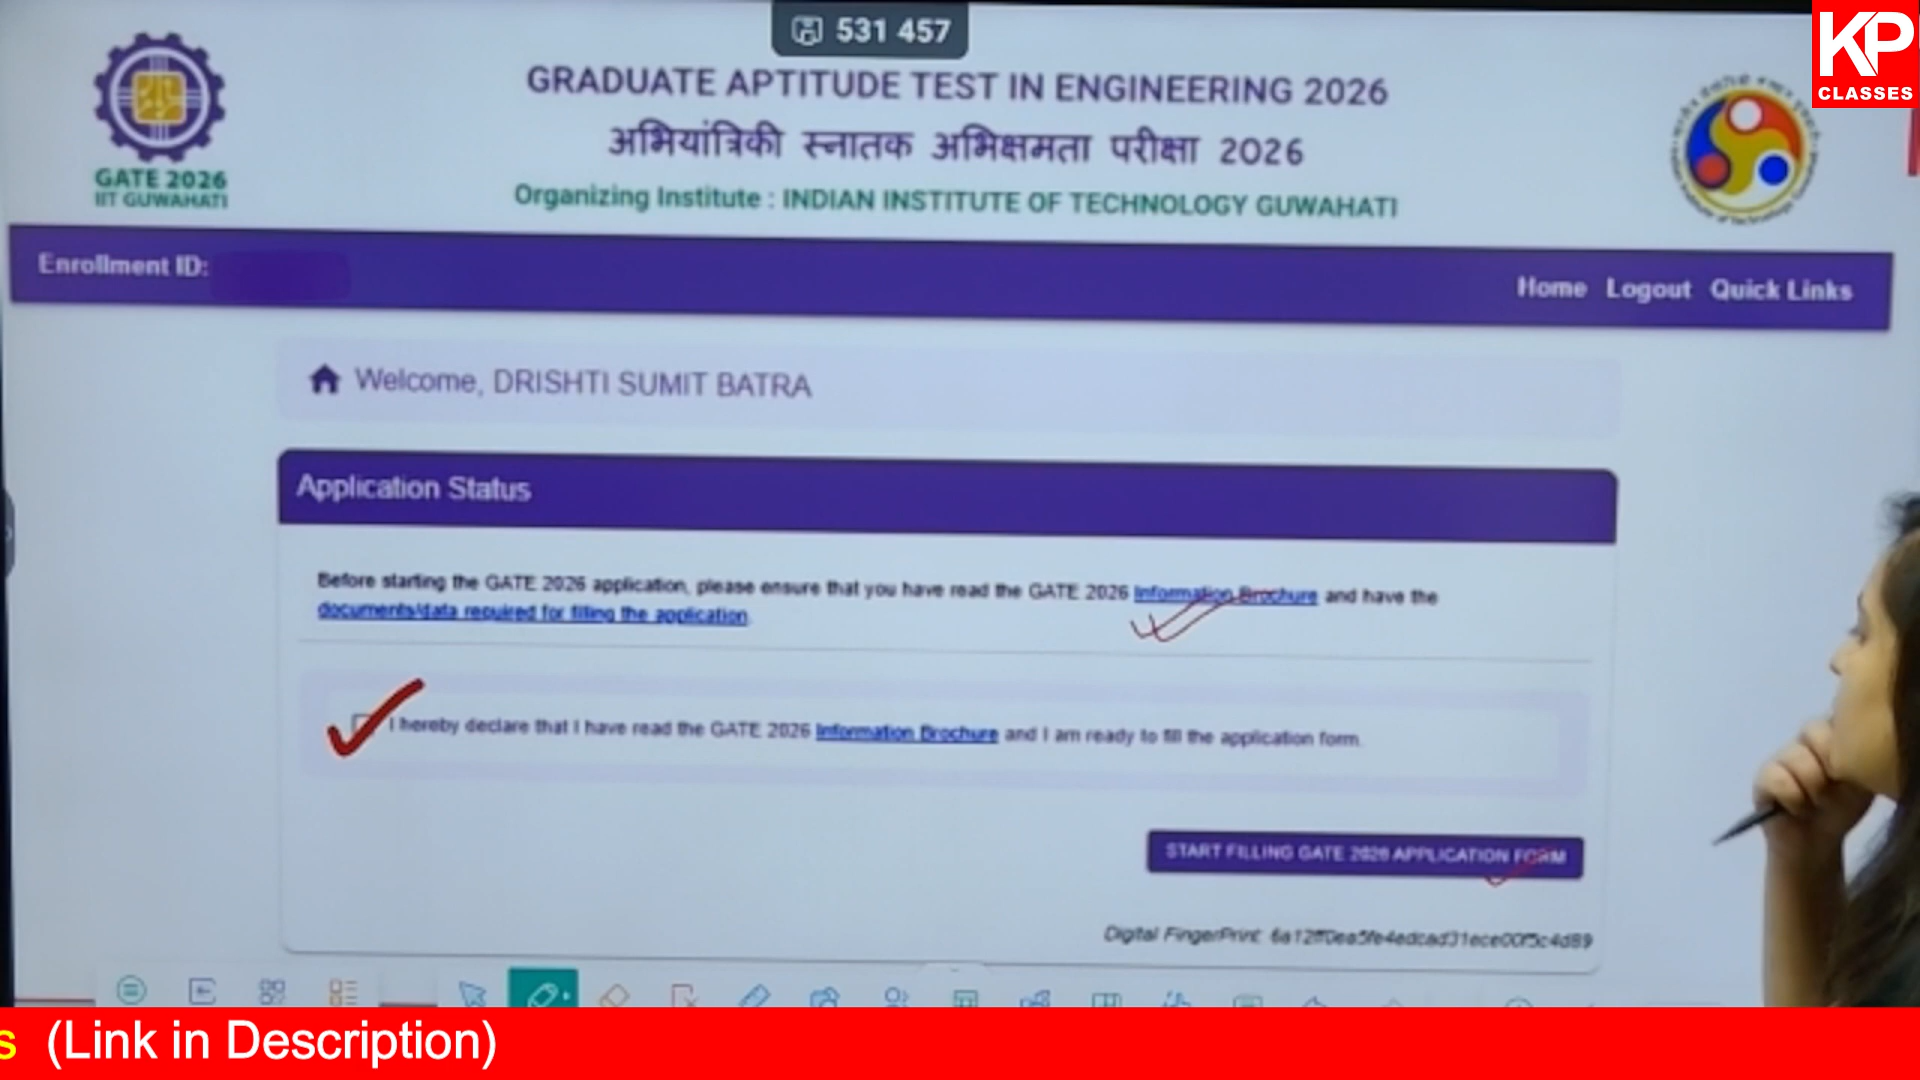 531 457
KP
CLASSES
GRADUATE APTITUDE TEST IN ENGINEERING 2026
अभियांत्रिकी स्नातक अभिक्षमता परीक्षा 2026
GATE 2026
IIT GUWAHATI
Organizing Institute : INDIAN INSTITUTE OF TECHNOLOGY GUWAHATI
Enrollment ID:
Home Logout Quick Links
Welcome, DRISHTI SUMIT BATRA
Application Status
Before starting the GATE 2026 application, please ensure that you have read the GATE 2026 Information Brochure and have the
documents/data required for filling the application.
I hereby declare that I have read the GATE 2026 Information Brochure and I am ready to fill the application form.
START FILLING GATE 2026 APPLICATION FORM
Digital FingerPrint:
s (Link in Description)